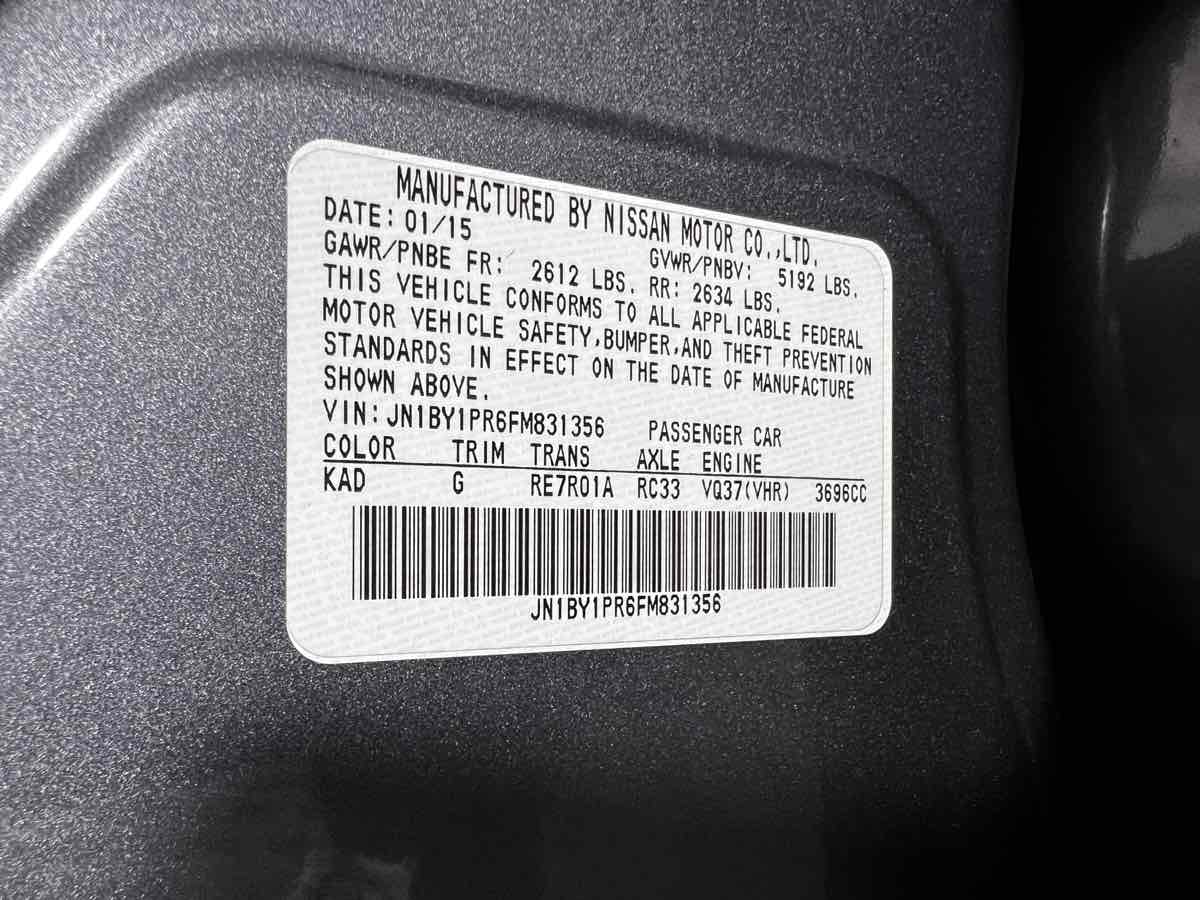 MANUFACTURED BY NISSAN MOTOR CO.,LTD.
DATE: 01/15 GVWR/PNBV: 5192 LBS.
GAWR/PNBE FR: 2612 LBS. RR: 2634 LBS.
THIS VEHICLE CONFORMS TO ALL APPLICABLE FEDERAL
MOTOR VEHICLE SAFETY,BUMPER,AND THEFT PREVENTION
STANDARDS IN EFFECT ON THE DATE OF MANUFACTURE
SHOWN ABOVE.
VIN: JN1BY1PR6FM831356 PASSENGER CAR
COLOR TRIM TRANS AXLE ENGINE
KAD G RE7R01A RC33 VQ37(VHR) 3696CC
JN1BY1PR6FM831356